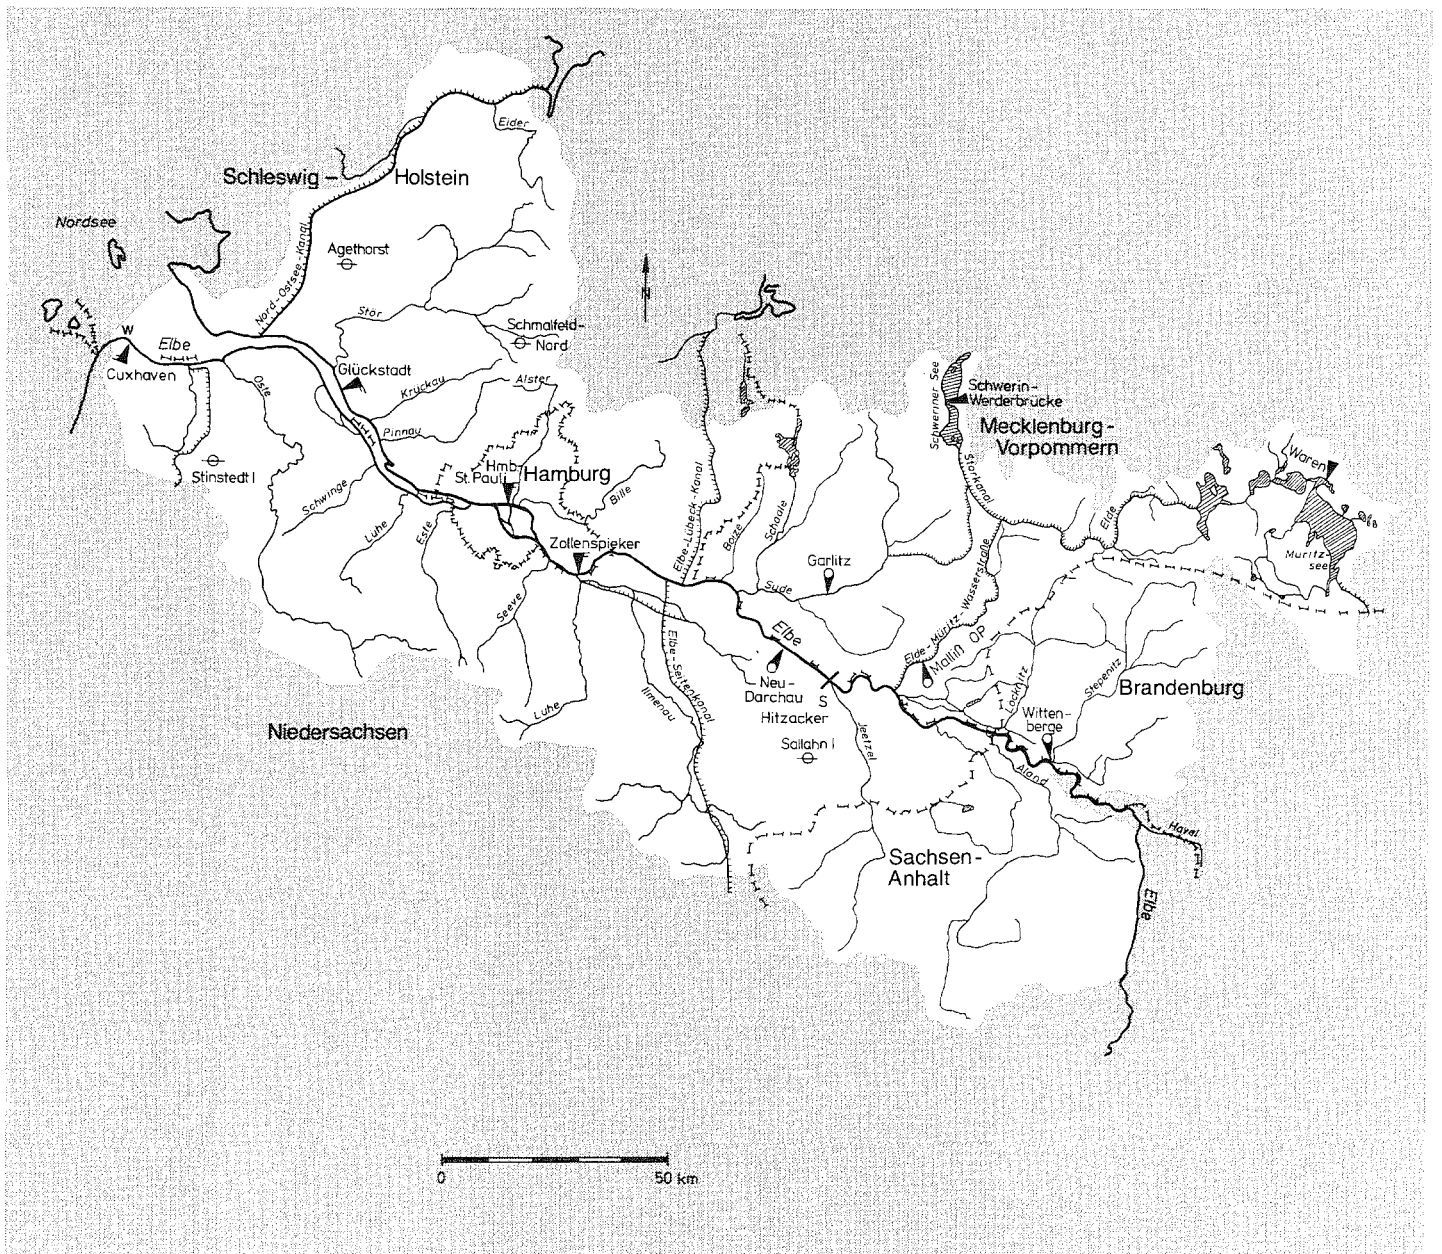 Eider
Schleswig – Holstein
Nordsee
Nord-Ostsee-Kanal
Agethorst
N
Stör
Schmalfeld-
Nord
W
Elbe
Cuxhaven
Oste
Glückstadt
Krückau
Alster
Pinnau
Schweriner See
Schwerin-
Werderbrücke
Mecklenburg-
Vorpommern
Stinstedt I
Hmb.
St. Pauli
Hamburg
Waren
Störkanal
Schwinge
Bille
Elbe-Lübeck-Kanal
Lühe
Este
Boize
Schaale
Elde
Zollenspieker
Garlitz
Müritz-
see
Sude
Seeve
Elde-Müritz-Wasserstraße
Elbe
OP
Malliß
Elbe-Seitenkanal
Ilmenau
Neu-
Darchau
S
Hitzacker
Löcknitz
Stepenitz
Brandenburg
Luhe
Niedersachsen
Jeetzel
Witten-
berge
Sallahn I
Aland
Havel
Sachsen-
Anhalt
Elbe
0
50 km